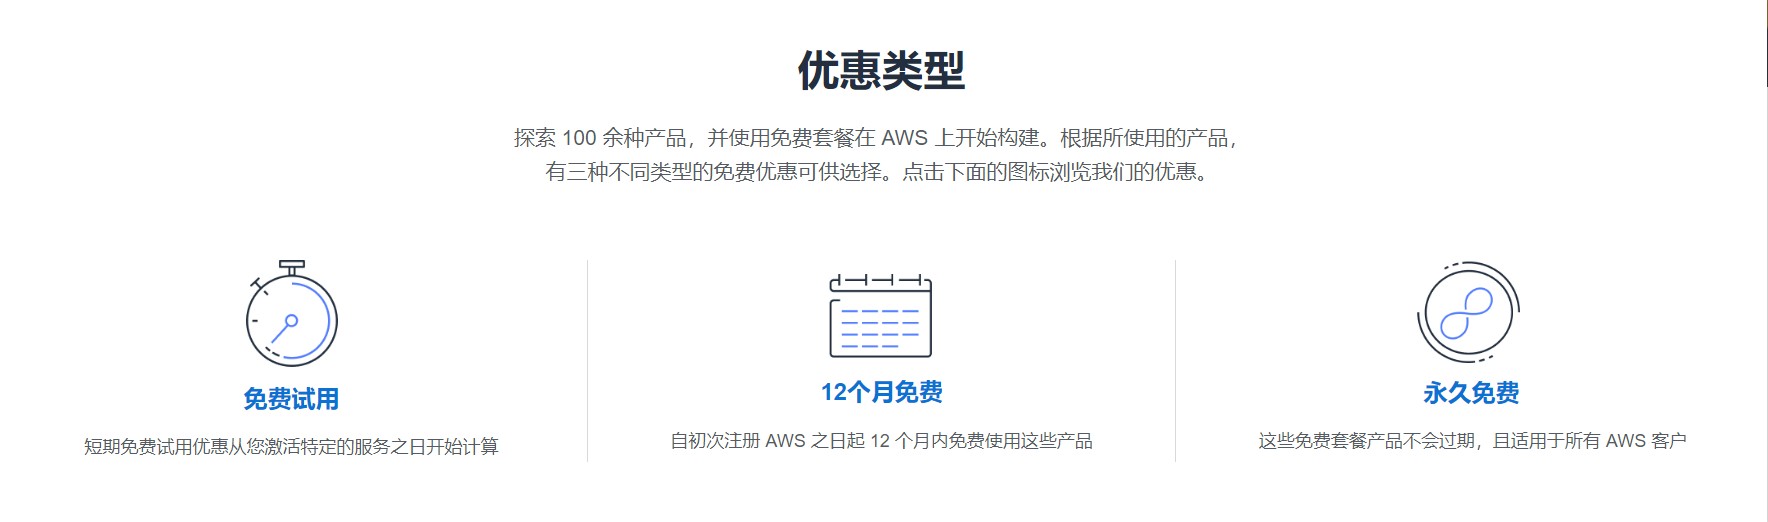 优惠类型
探索 100 余种产品，并使用免费套餐在 AWS 上开始构建。根据所使用的产品，
有三种不同类型的免费优惠可供选择。点击下面的图标浏览我们的优惠。
免费试用
短期免费试用优惠从您激活特定的服务之日开始计算
12个月免费
自初次注册 AWS 之日起 12 个月内免费使用这些产品
永久免费
这些免费套餐产品不会过期，且适用于所有 AWS 客户